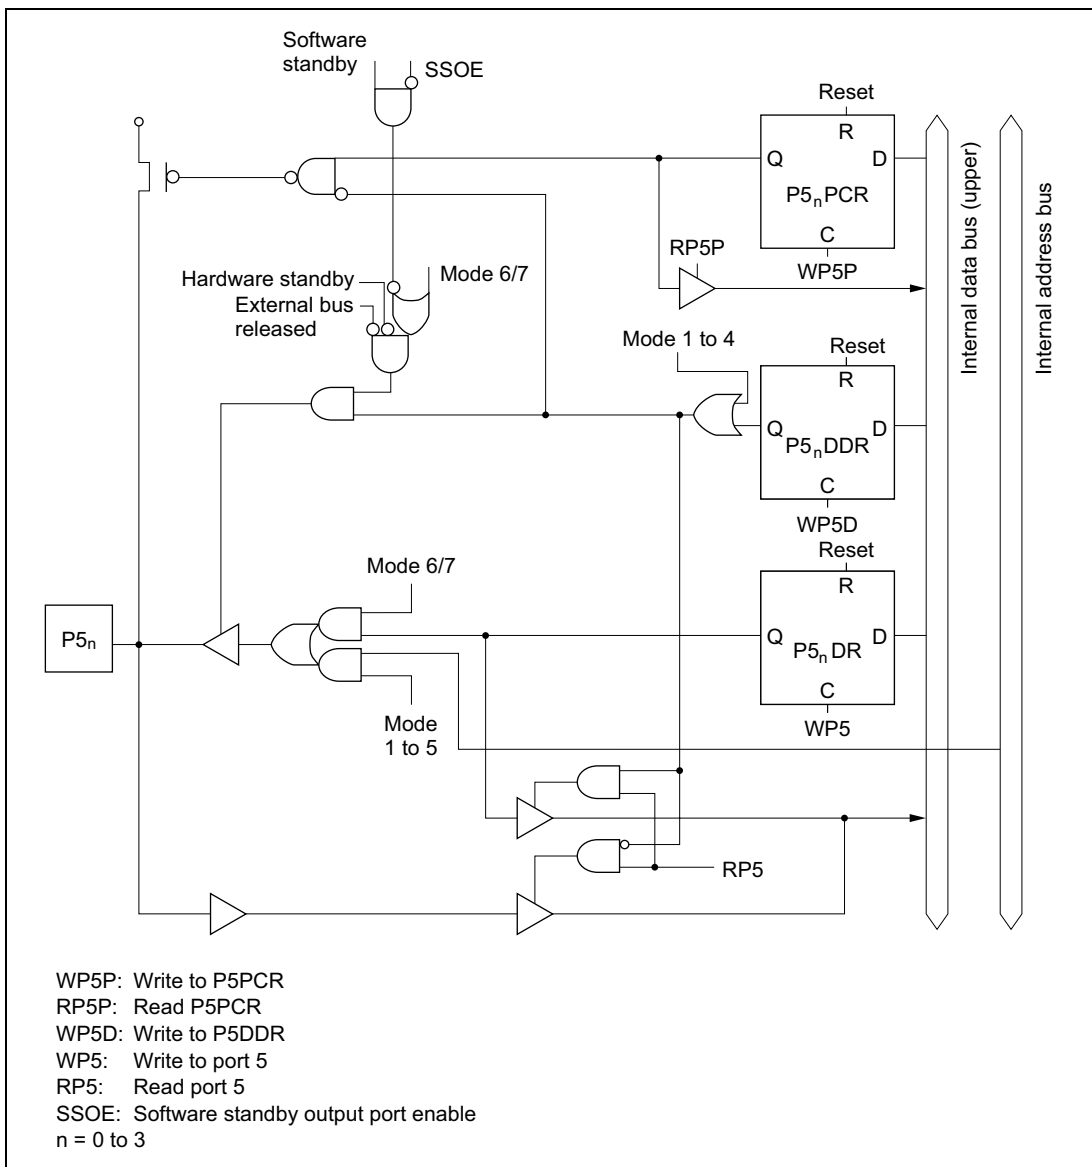 Software
standby
SSOE
Reset
R
Q
D
P5nPCR
C
WP5P
RP5P
Hardware standby
External bus
released
Mode 6/7
Mode 1 to 4
Reset
R
Q
D
P5nDDR
C
WP5D
Reset
R
Q
D
P5n DR
C
WP5
Mode 6/7
P5n
Mode
1 to 5
RP5
Internal data bus (upper)
Internal address bus
WP5P: Write to P5PCR
RP5P: Read P5PCR
WP5D: Write to P5DDR
WP5: Write to port 5
RP5: Read port 5
SSOE: Software standby output port enable
n = 0 to 3